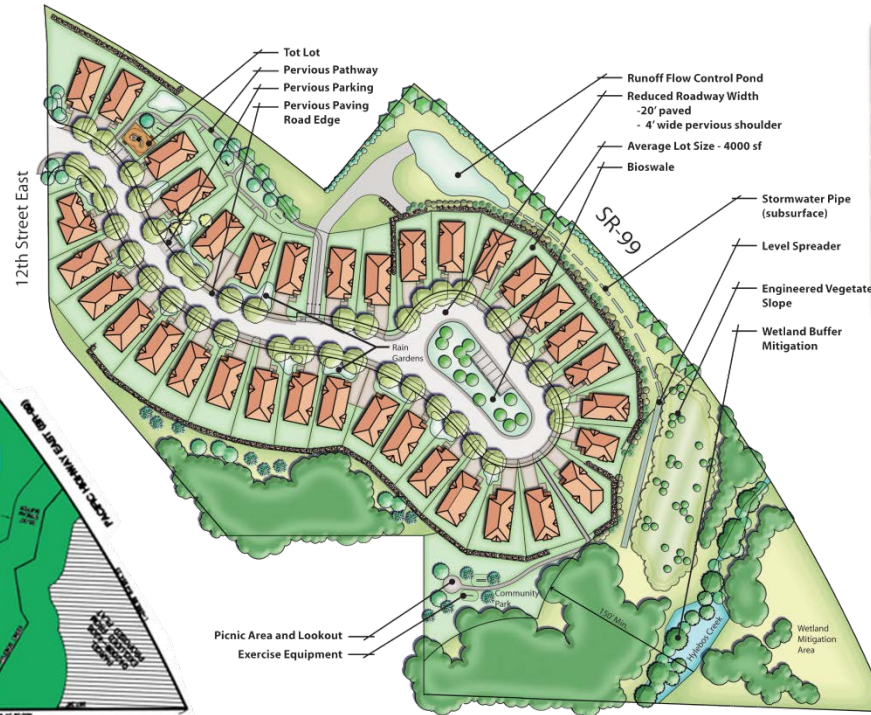 Tot Lot
Pervious Pathway
Pervious Parking
Pervious Paving
Road Edge
Runoff Flow Control Pond
Reduced Roadway Width
-20' paved
- 4' wide pervious shoulder
Average Lot Size - 4000 sf
Bioswale
12th Street East
SR-99
Stormwater Pipe
(subsurface)
Level Spreader
Engineered Vegetate
Slope
Wetland Buffer
Mitigation
Rain
Gardens
PACIFIC HIGHWAY EAST (SR-99)
Community
Park
150' Min.
Hylebos Creek
Wetland
Mitigation
Area
Picnic Area and Lookout
Exercise Equipment